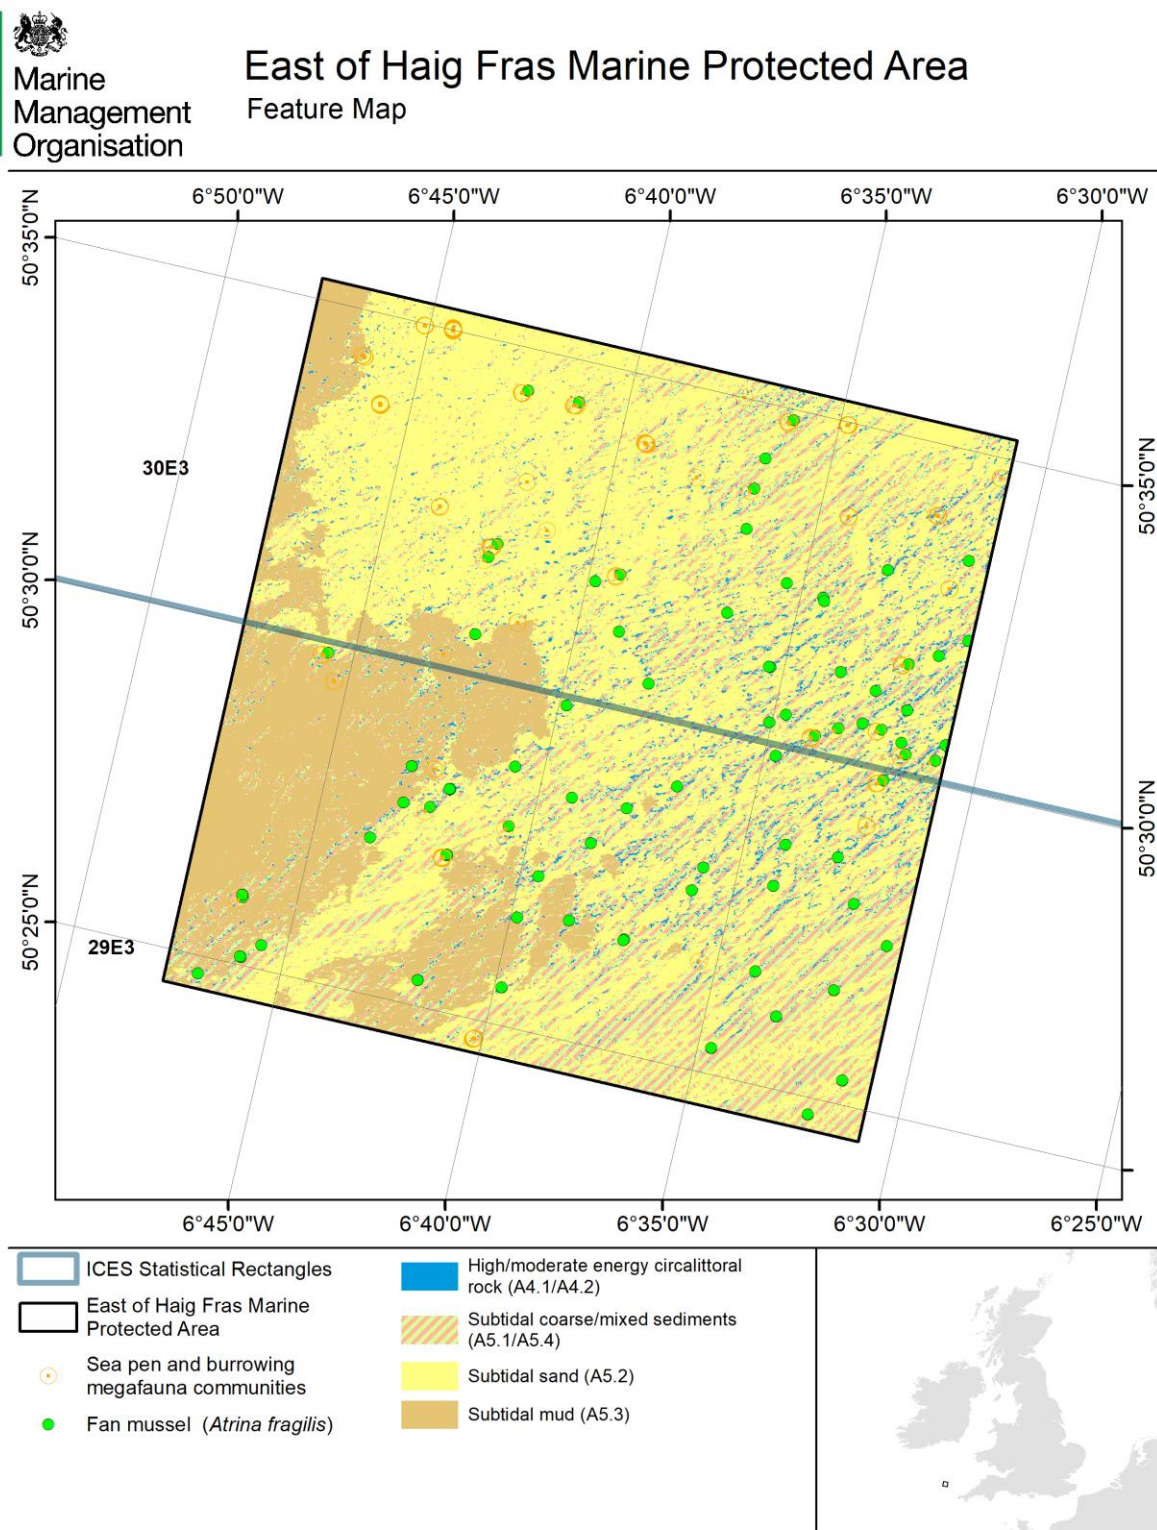 Marine
Management
Organisation
East of Haig Fras Marine Protected Area
Feature Map
6°50'0"W 6°45'0"W 6°40'0"W 6°35'0"W 6°30'0"W
50°35'0"N
30E3
50°35'0"N
50°30'0"N
50°30'0"N
50°25'0"N
29E3
6°45'0"W 6°40'0"W 6°35'0"W 6°30'0"W 6°25'0"W
ICES Statistical Rectangles
East of Haig Fras Marine
Protected Area
Sea pen and burrowing
megafauna communities
Fan mussel (Atrina fragilis)
High/moderate energy circalittoral
rock (A4.1/A4.2)
Subtidal coarse/mixed sediments
(A5.1/A5.4)
Subtidal sand (A5.2)
Subtidal mud (A5.3)